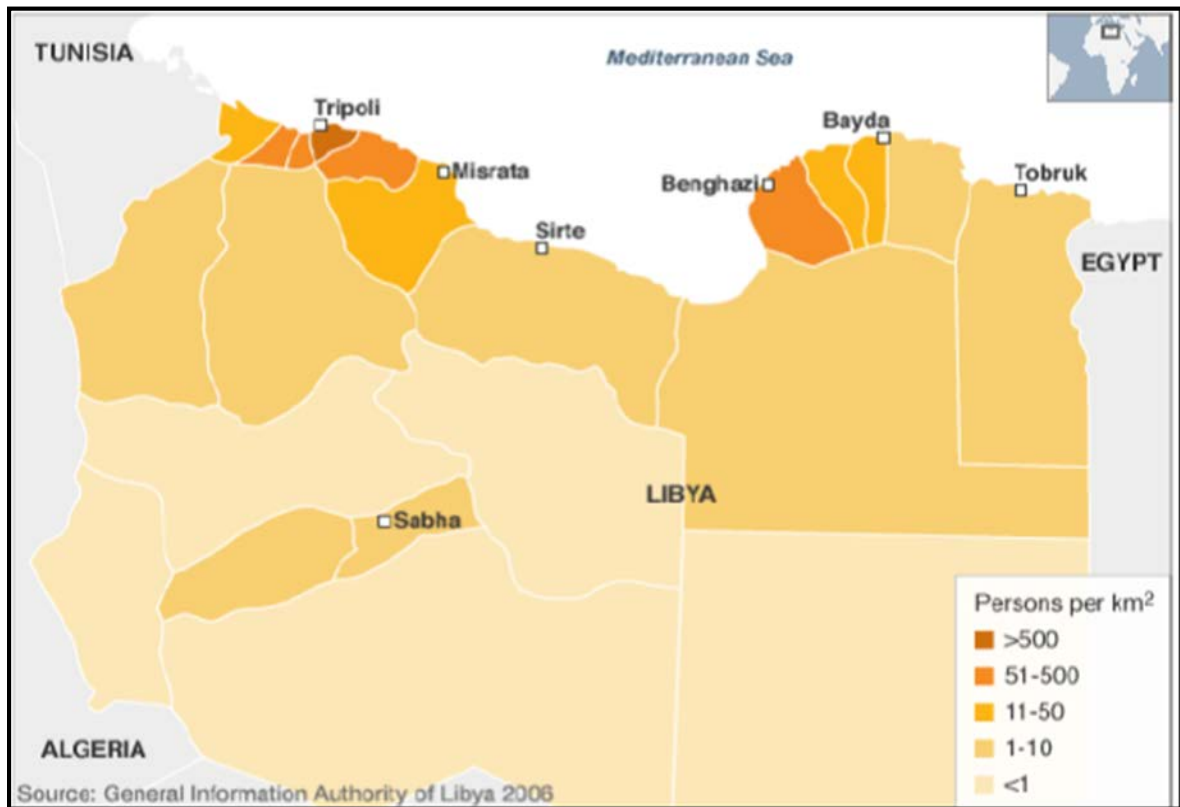 TUNISIA
Mediterranean Sea
Tripoli
Bayda
Misrata
Benghazi
Tobruk
Sirte
EGYPT
LIBYA
Sabha
Persons per km²
>500
51-500
11-50
1-10
<1
ALGERIA
Source: General Information Authority of Libya 2006